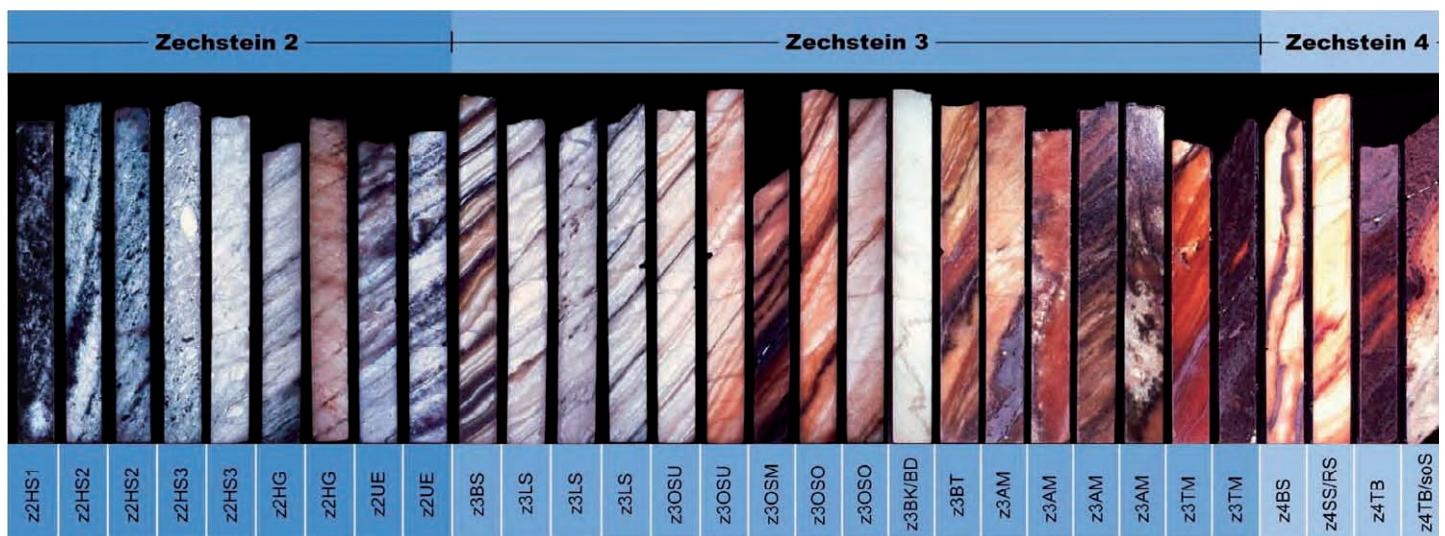 Zechstein 2
Zechstein 3
Zechstein 4
z2HS1
z2HS2
z2HS2
z2HS3
z2HS3
z2HG
z2HG
z2UE
z2UE
z3BS
z3LS
z3LS
z3LS
z3OSU
z3OSU
z3OSM
z3OSO
z3OSO
z3BK/BD
z3BT
z3AM
z3AM
z3AM
z3AM
z3TM
z3TM
z4BS
z4SS/RS
z4TB
z4TB/soS